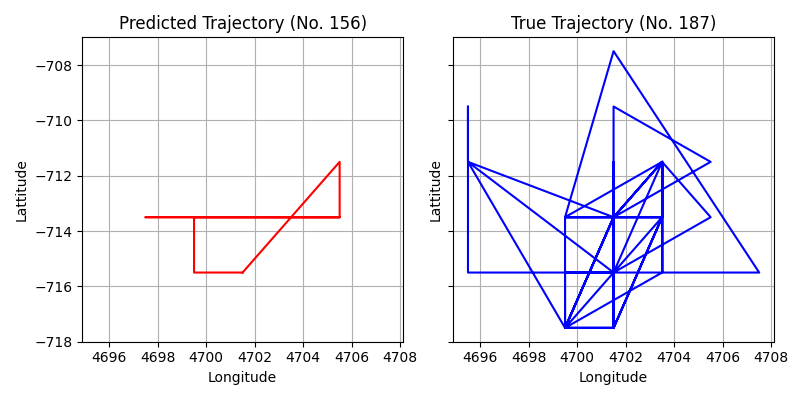 Predicted Trajectory (No. 156)
True Trajectory (No. 187)
Lattitude
−708
−710
−712
−714
−716
−718
4696 4698 4700 4702 4704 4706 4708
Longitude
Lattitude
4696 4698 4700 4702 4704 4706 4708
Longitude